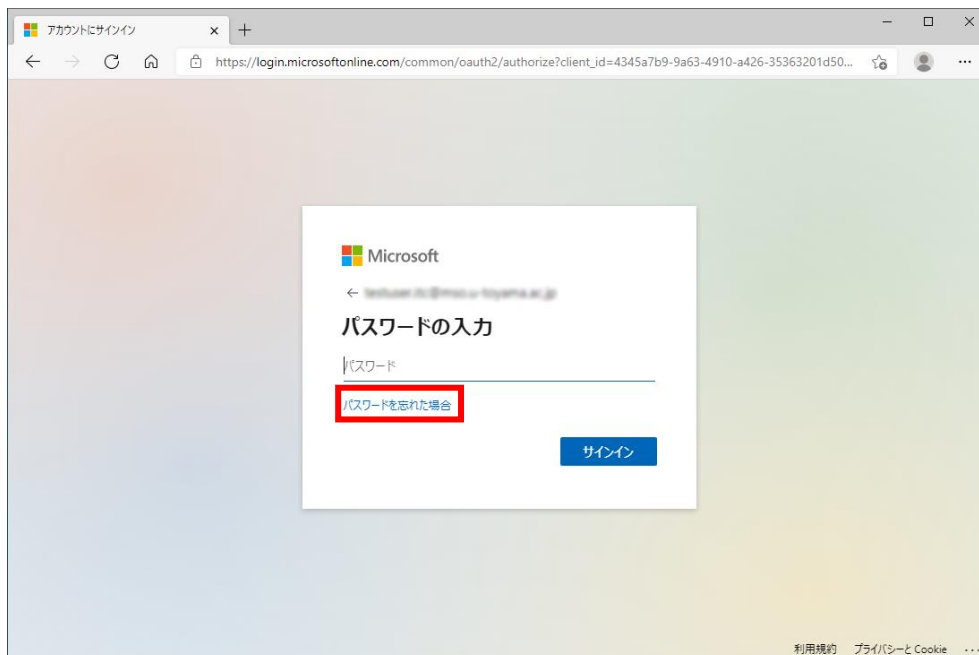 アカウントにサインイン
https://login.microsoftonline.com/common/oauth2/authorize?client_id=4345a7b9-9a63-4910-a426-35363201d50...
Microsoft
パスワードの入力
パスワード
パスワードを忘れた場合
サインイン
利用規約 プライバシーと Cookie ...